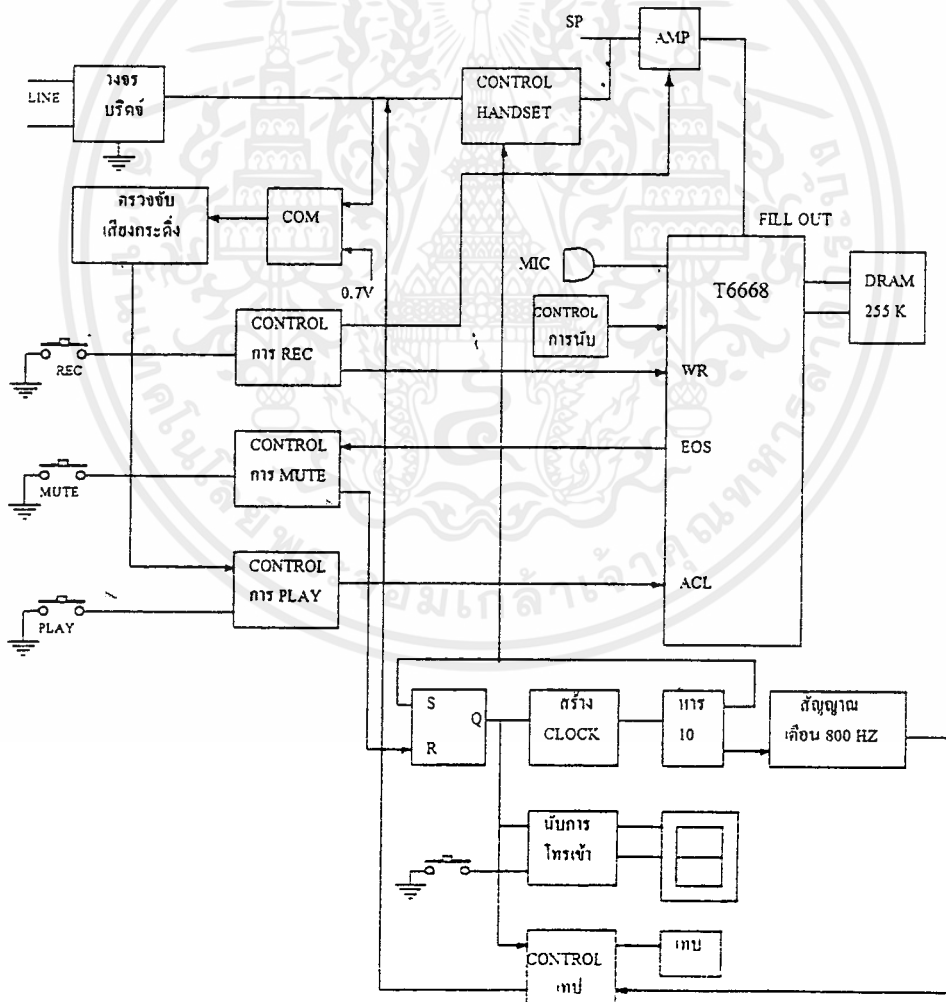 SP
AMP
LINE
วงจร
บริดจ์
CONTROL
HANDSET
ตรวจจับ
เสียงกระดิ่ง
COM
0.7V
FILL OUT
MIC
T6668
DRAM
255 K
CONTROL
การนับ
CONTROL
การ REC
REC
WR
CONTROL
การ MUTE
MUTE
EOS
CONTROL
การ PLAY
PLAY
ACL
S
Q
R
สร้าง
CLOCK
หาร
10
สัญญาณ
เตือน 800 HZ
นับการ
โทรเข้า
CONTROL
เทป
เทป